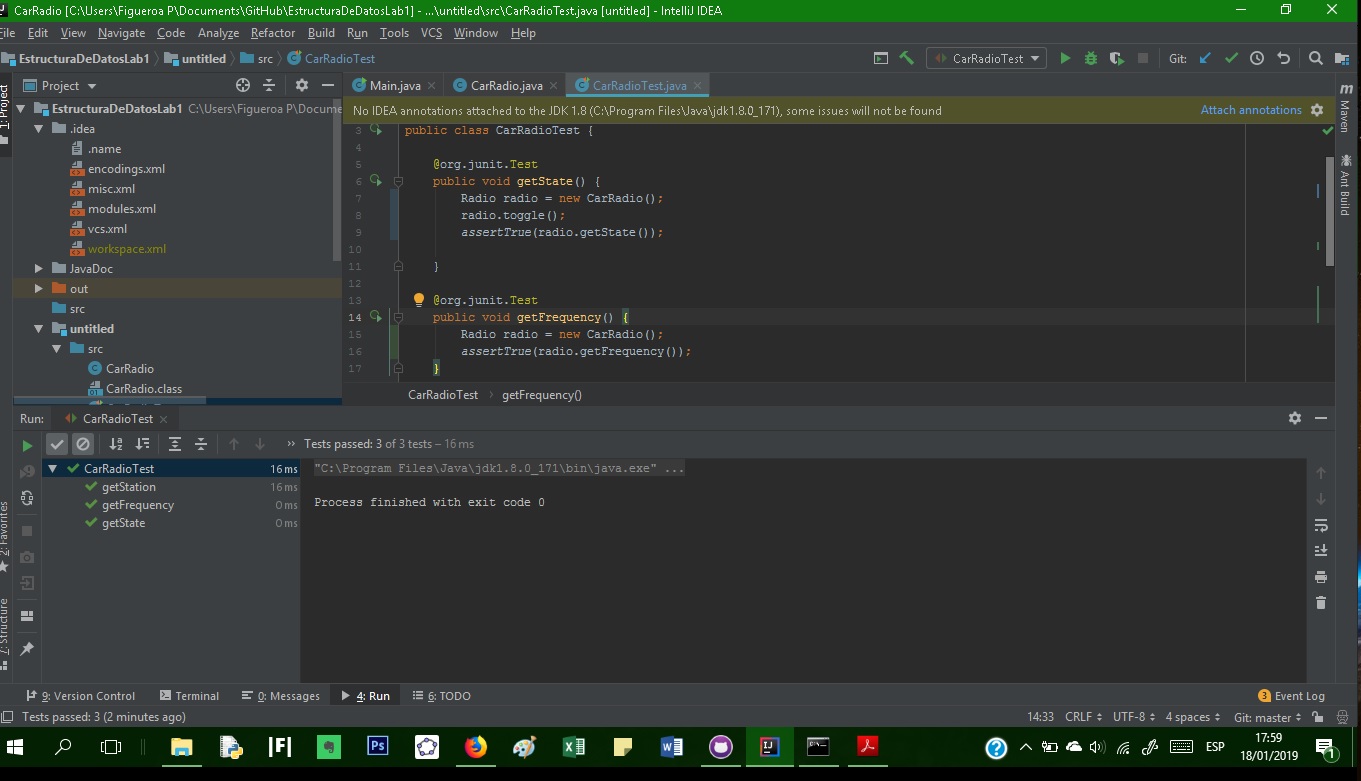 CarRadio [C:\Users\Figueroa P\Documents\GitHub\EstructuraDeDatosLab1] - ...\untitled\src\CarRadioTest.java [untitled] - IntelliJ IDEA
File Edit View Navigate Code Analyze Refactor Build Run Tools VCS Window Help
EstructuraDeDatosLab1 untitled src CarRadioTest CarRadioTest Git:
Project Main.java CarRadio.java CarRadioTest.java
1: Project
EstructuraDeDatosLab1 C:\Users\Figueroa P\Docume
.idea
.name
encodings.xml
misc.xml
modules.xml
vcs.xml
workspace.xml
JavaDoc
out
src
untitled
src
CarRadio
CarRadio.class
No IDEA annotations attached to the JDK 1.8 (C:\Program Files\Java\jdk1.8.0_171), some issues will not be found Attach annotations
3 public class CarRadioTest {
4
5 @org.junit.Test
6 public void getState() {
7 Radio radio = new CarRadio();
8 radio.toggle();
9 assertTrue(radio.getState());
10
11 }
12
13 @org.junit.Test
14 public void getFrequency() {
15 Radio radio = new CarRadio();
16 assertTrue(radio.getFrequency());
17 }
CarRadioTest getFrequency()
m Maven
Ant Build
Run: CarRadioTest
Tests passed: 3 of 3 tests – 16 ms
CarRadioTest 16 ms
getStation 16 ms
getFrequency 0 ms
getState 0 ms
"C:\Program Files\Java\jdk1.8.0_171\bin\java.exe" ...
Process finished with exit code 0
2: Favorites
7: Structure
9: Version Control Terminal 0: Messages 4: Run 6: TODO 3 Event Log
Tests passed: 3 (2 minutes ago) 14:33 CRLF UTF-8 4 spaces Git: master
|F| Ps IJ ESP
17:59
18/01/2019
1